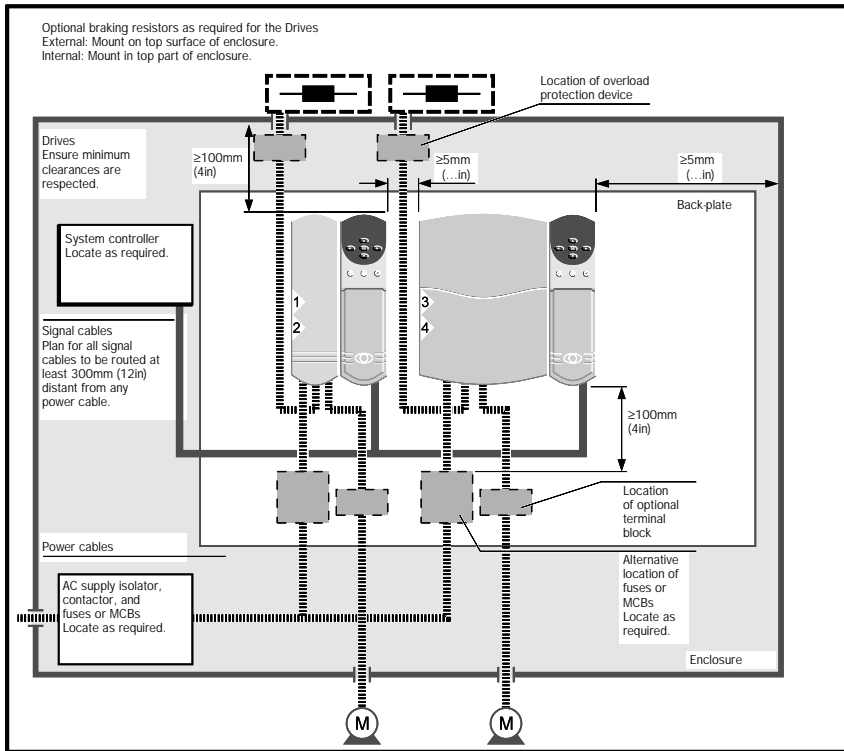 Optional braking resistors as required for the Drives
External: Mount on top surface of enclosure.
Internal: Mount in top part of enclosure.
Location of overload
protection device
Drives
Ensure minimum
clearances are
respected.
≥100mm
(4in)
≥5mm
(…in)
≥5mm
(…in)
Back-plate
System controller
Locate as required.
1
2
3
4
Signal cables
Plan for all signal
cables to be routed at
least 300mm (12in)
distant from any
power cable.
≥100mm
(4in)
Location
of optional
terminal
block
Power cables
Alternative
location of
fuses or
MCBs
Locate as
required.
AC supply isolator,
contactor, and
fuses or MCBs
Locate as required.
Enclosure
M
M